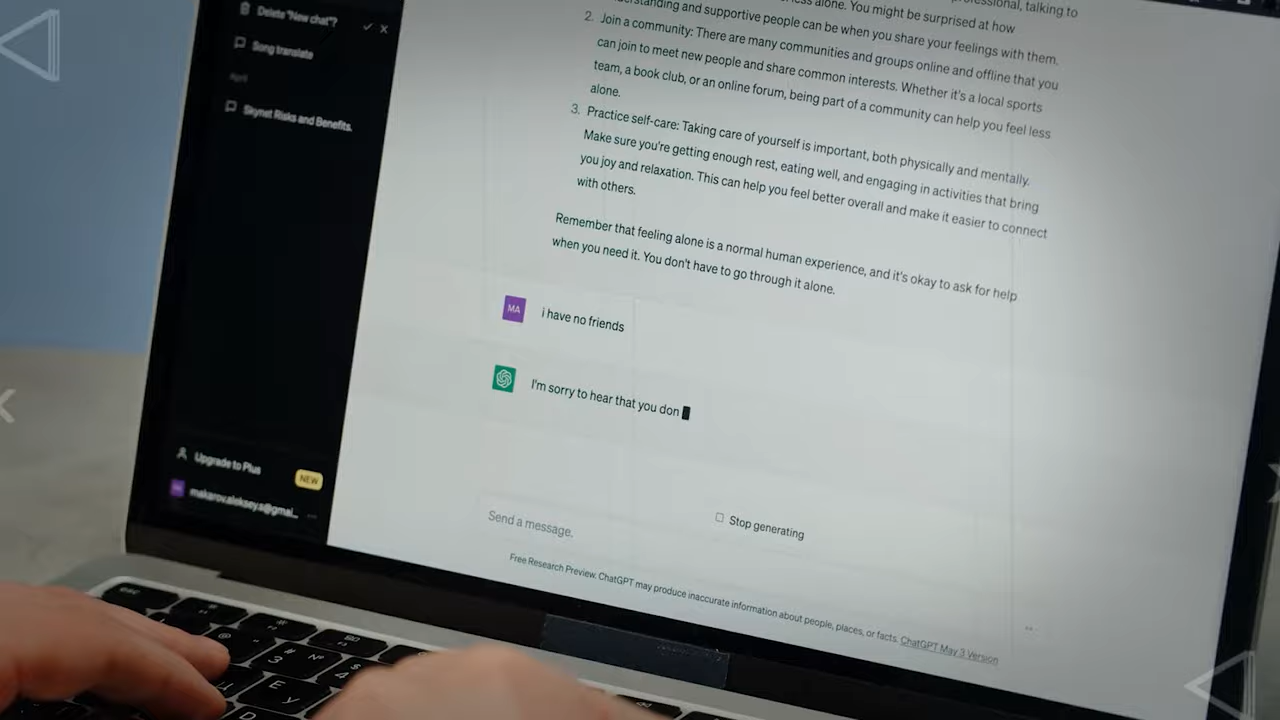 Delete "New chat"?
Song translate
April
Skynet Risks and Benefits.
Upgrade to Plus
NEW
alone. You might be surprised at how
understanding and supportive people can be when you share your feelings with them.
2. Join a community: There are many communities and groups online and offline that you
can join to meet new people and share common interests. Whether it's a local sports
team, a book club, or an online forum, being part of a community can help you feel less
alone.
3. Practice self-care: Taking care of yourself is important, both physically and mentally.
Make sure you're getting enough rest, eating well, and engaging in activities that bring
you joy and relaxation. This can help you feel better overall and make it easier to connect
with others.
Remember that feeling alone is a normal human experience, and it's okay to ask for help
when you need it. You don't have to go through it alone.
MA
i have no friends
I'm sorry to hear that you don
Stop generating
Send a message.
Free Research Preview. ChatGPT may produce inaccurate information about people, places, or facts. ChatGPT May 3 Version
esc
3 №
E У
D